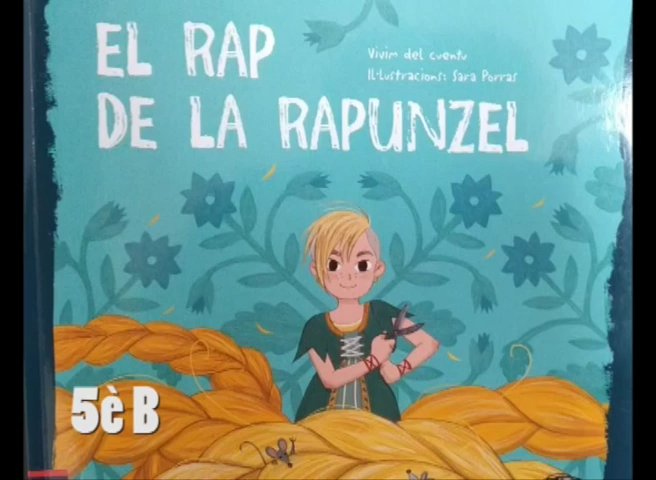 EL RAP
DE LA RAPUNZEL
Vivim del cuentu
Il·lustracions: Sara Porras
5è B